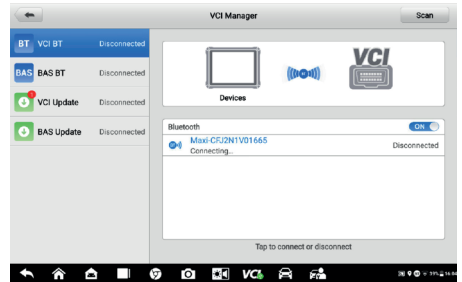 VCI Manager
Scan
BT VCI BT Disconnected
BAS BAS BT Disconnected
VCI Update Disconnected
BAS Update Disconnected
VCI
Devices
Bluetooth ON
Maxi-CFJ2N1V01665
Connecting... Disconnected
Tap to connect or disconnect
VCI